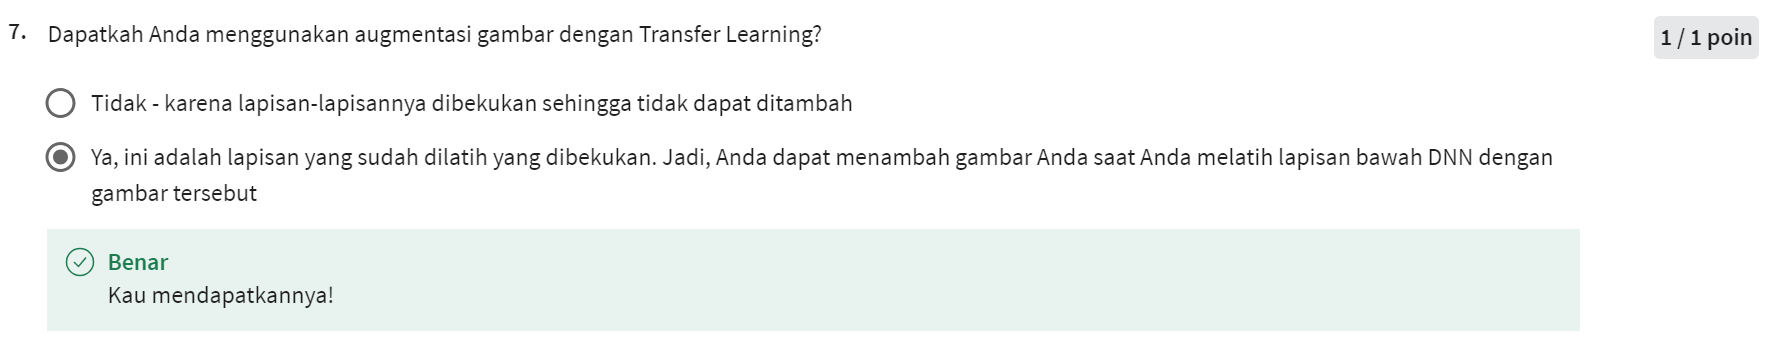 7. Dapatkah Anda menggunakan augmentasi gambar dengan Transfer Learning?
1 / 1 poin
Tidak - karena lapisan-lapisannya dibekukan sehingga tidak dapat ditambah
Ya, ini adalah lapisan yang sudah dilatih yang dibekukan. Jadi, Anda dapat menambah gambar Anda saat Anda melatih lapisan bawah DNN dengan
gambar tersebut
Benar
Kau mendapatkannya!